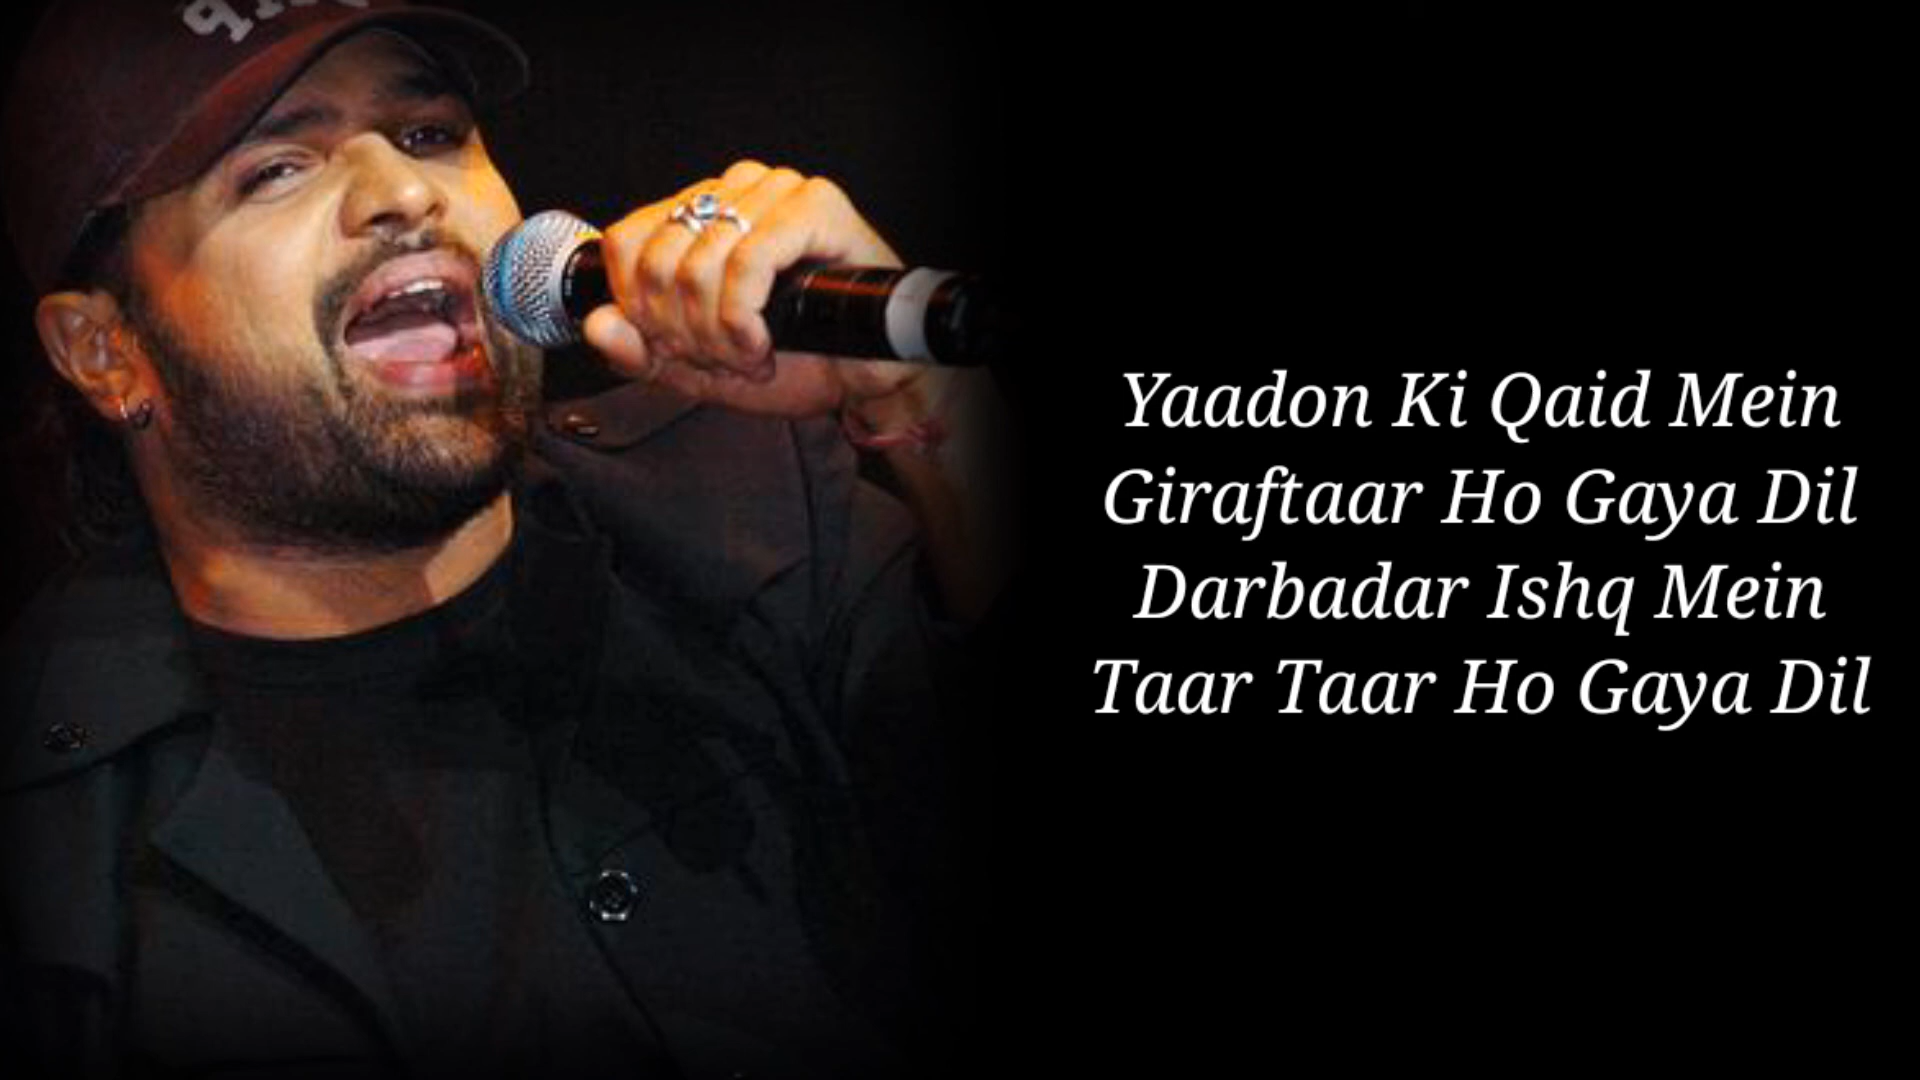 Yaadon Ki Qaid Mein
Giraftaar Ho Gaya Dil
Darbadar Ishq Mein
Taar Taar Ho Gaya Dil